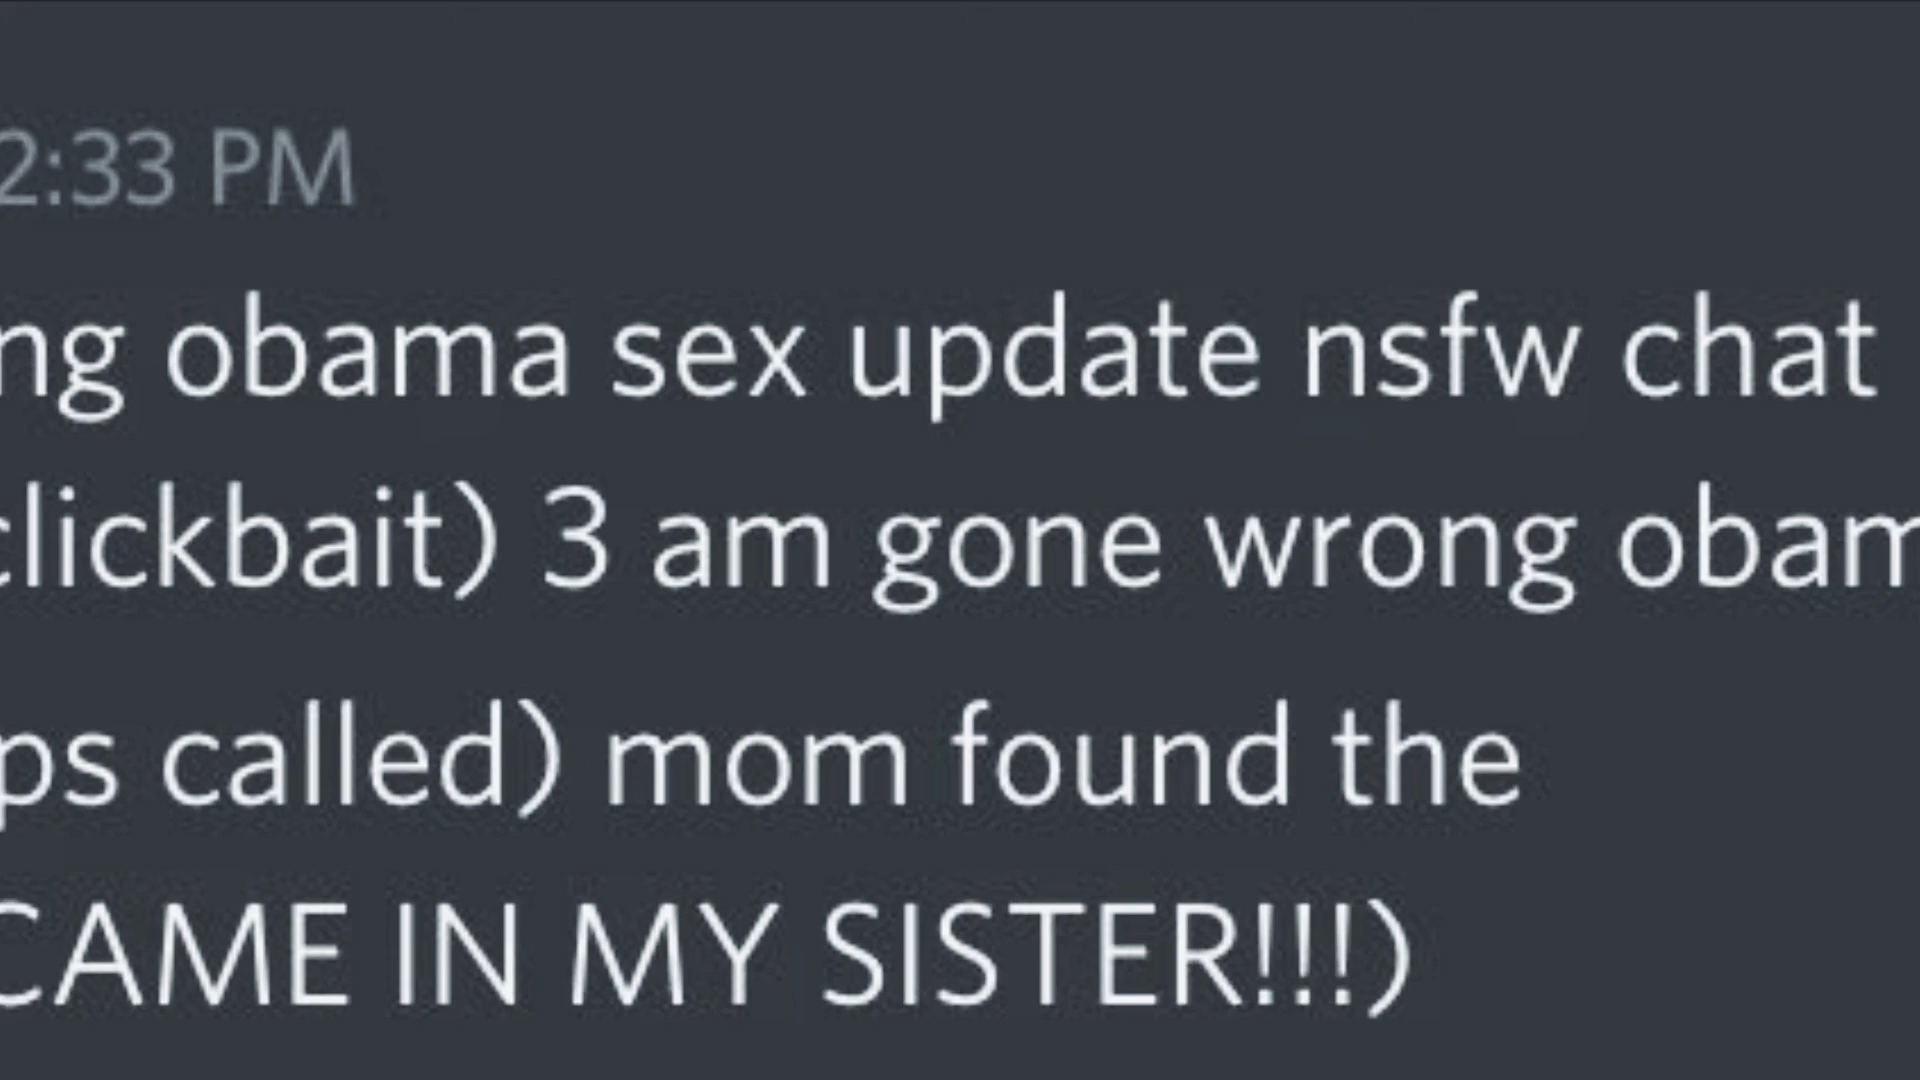 2:33 PM
ng obama sex update nsfw chat
clickbait) 3 am gone wrong obam
ps called) mom found the
CAME IN MY SISTER!!!)